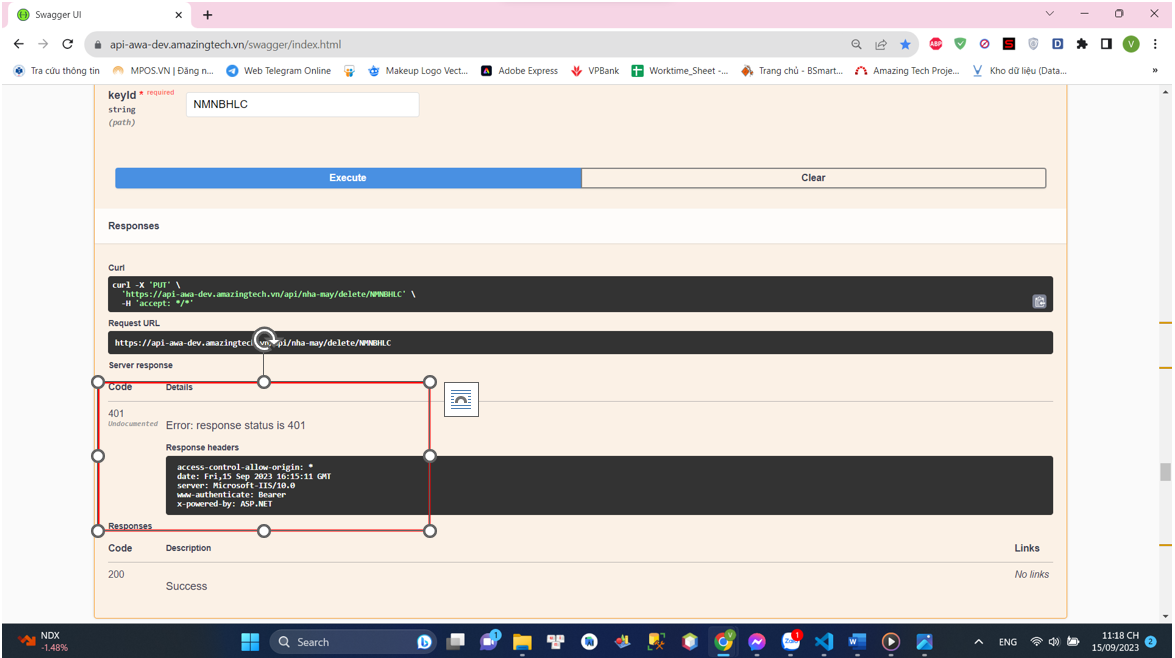 Swagger UI
api-awa-dev.amazingtech.vn/swagger/index.html
ABP
S
D
V
Tra cứu thông tin
MPOS.VN | Đăng n...
Web Telegram Online
Makeup Logo Vect...
Adobe Express
VPBank
Worktime_Sheet -...
Trang chủ - BSmart...
Amazing Tech Proje...
Kho dữ liệu (Data...
»
keyId * required
string
(path)
NMNBHLC
Execute
Clear
Responses
Curl
curl -X 'PUT' \
'https://api-awa-dev.amazingtech.vn/api/nha-may/delete/NMNBHLC' \
-H 'accept: */*'
Request URL
https://api-awa-dev.amazingtech.vn/api/nha-may/delete/NMNBHLC
Server response
Code
Details
401
Undocumented
Error: response status is 401
Response headers
access-control-allow-origin: *
date: Fri,15 Sep 2023 16:15:11 GMT
server: Microsoft-IIS/10.0
www-authenticate: Bearer
x-powered-by: ASP.NET
Responses
Code
Description
Links
200
Success
No links
NDX
-1.48%
Search
1
V
Zalo
1
W
ENG
11:18 CH
15/09/2023
2